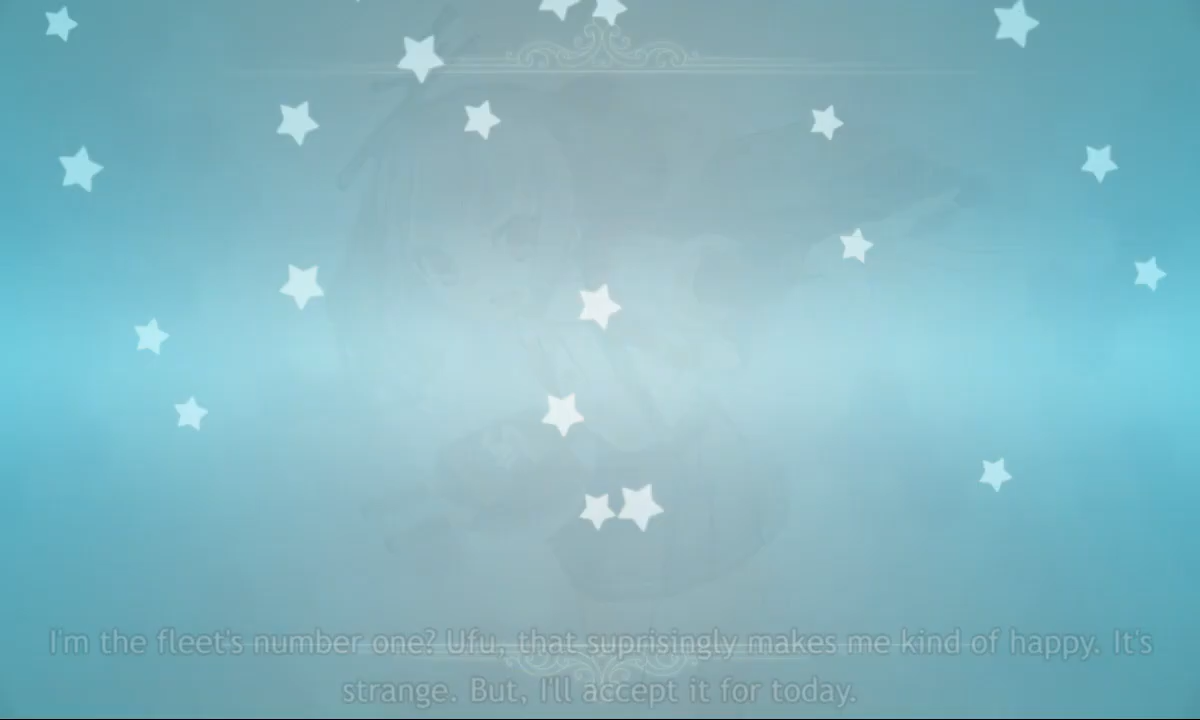 I'm the fleet's number one? Ufu, that suprisingly makes me kind of happy. It's
strange. But, I'll accept it for today.